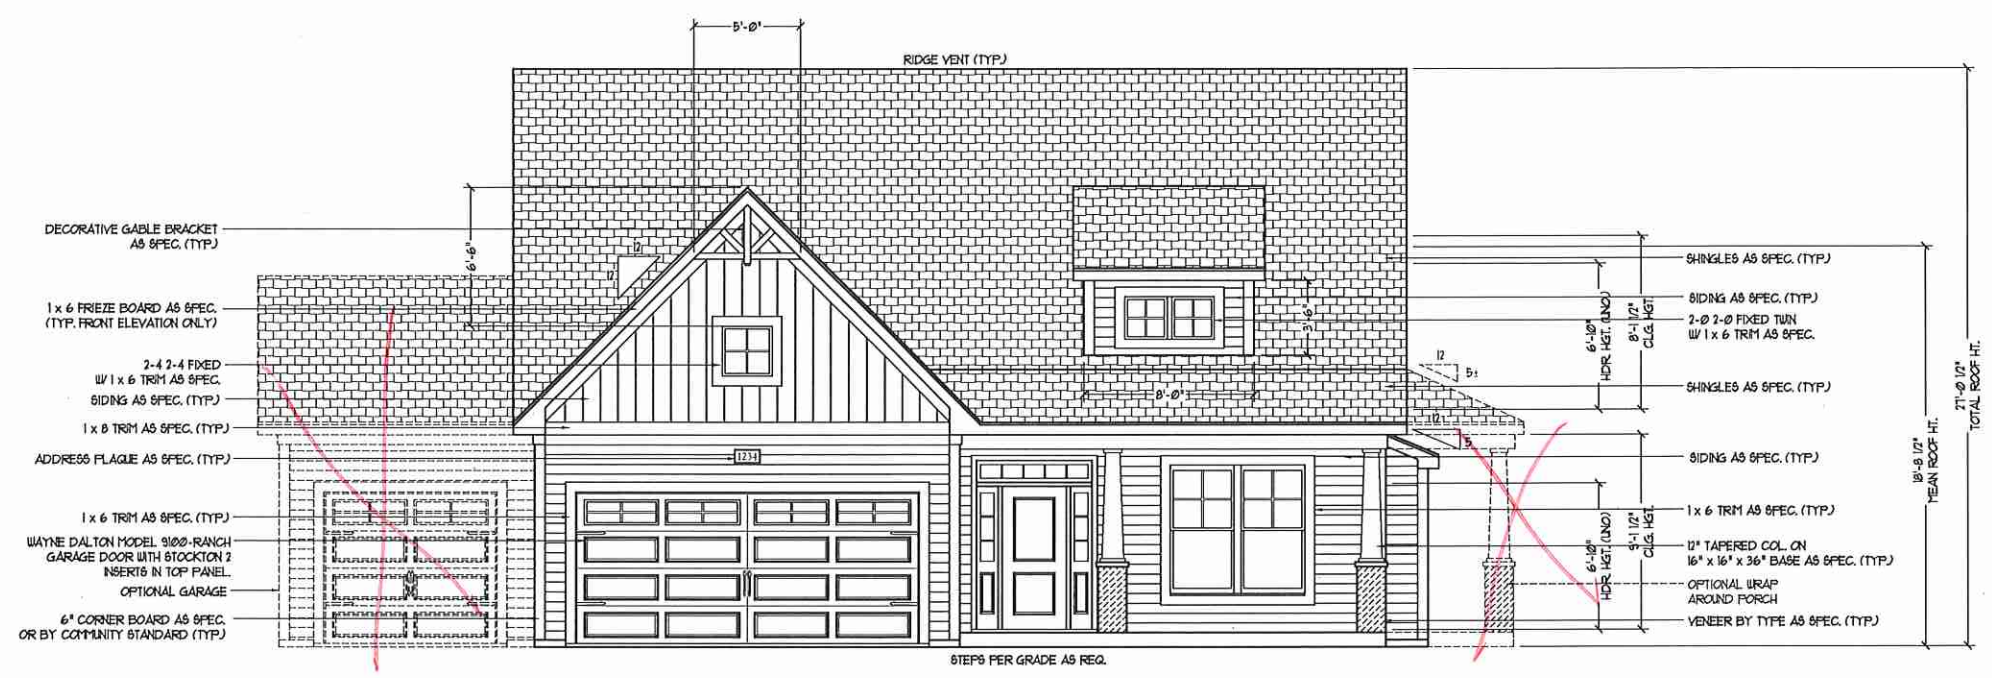 5'-0"
RIDGE VENT (TYP.)
DECORATIVE GABLE BRACKET
AS SPEC. (TYP.)
6'-6"
12
12
1 x 6 FRIEZE BOARD AS SPEC.
(TYP. FRONT ELEVATION ONLY)
2-4 2-4 FIXED
W/ 1 x 6 TRIM AS SPEC.
SIDING AS SPEC. (TYP.)
1 x 8 TRIM AS SPEC. (TYP.)
ADDRESS PLAQUE AS SPEC. (TYP.)
1234
1 x 6 TRIM AS SPEC. (TYP.)
WAYNE DALTON MODEL 9100-RANCH
GARAGE DOOR WITH STOCKTON 2
INSERTS IN TOP PANEL.
OPTIONAL GARAGE
6" CORNER BOARD AS SPEC.
OR BY COMMUNITY STANDARD (TYP.)
STEPS PER GRADE AS REQ.
3'-6"
8'-0"
SHINGLES AS SPEC. (TYP.)
SIDING AS SPEC. (TYP.)
2-0 2-0 FIXED TWIN
W/ 1 x 6 TRIM AS SPEC.
6'-10"
HDR. HGT. (UNO)
8'-1 1/2"
CLG. HGT.
12
5
SHINGLES AS SPEC. (TYP.)
12
5
SIDING AS SPEC. (TYP.)
1 x 6 TRIM AS SPEC. (TYP.)
12" TAPERED COL. ON
16" x 16" x 36" BASE AS SPEC. (TYP.)
OPTIONAL WRAP
AROUND PORCH
VENEER BY TYPE AS SPEC. (TYP.)
6'-10"
HDR. HGT. (UNO)
9'-1 1/2"
CLG. HGT.
18'-8 1/2"
MEAN ROOF HT.
27'-0 1/2"
TOTAL ROOF HT.